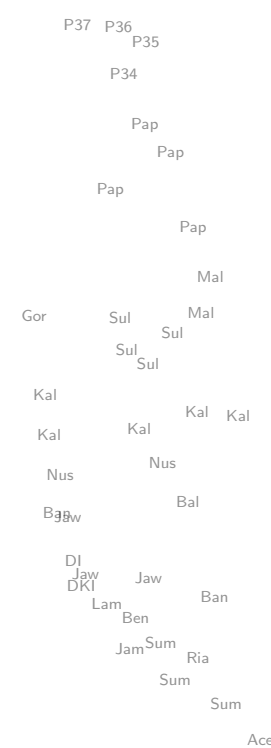 P37 P36
P35
P34
Pap
Pap
Pap
Pap
Mal
Mal
Gor
Sul
Sul
Sul
Sul
Kal
Kal
Kal
Kal
Kal
Nus
Nus
Bal
Ban
Jaw
DI
Jaw
Jaw
DKI
Ban
Lam
Ben
Sum
Jam
Ria
Sum
Sum
Ace